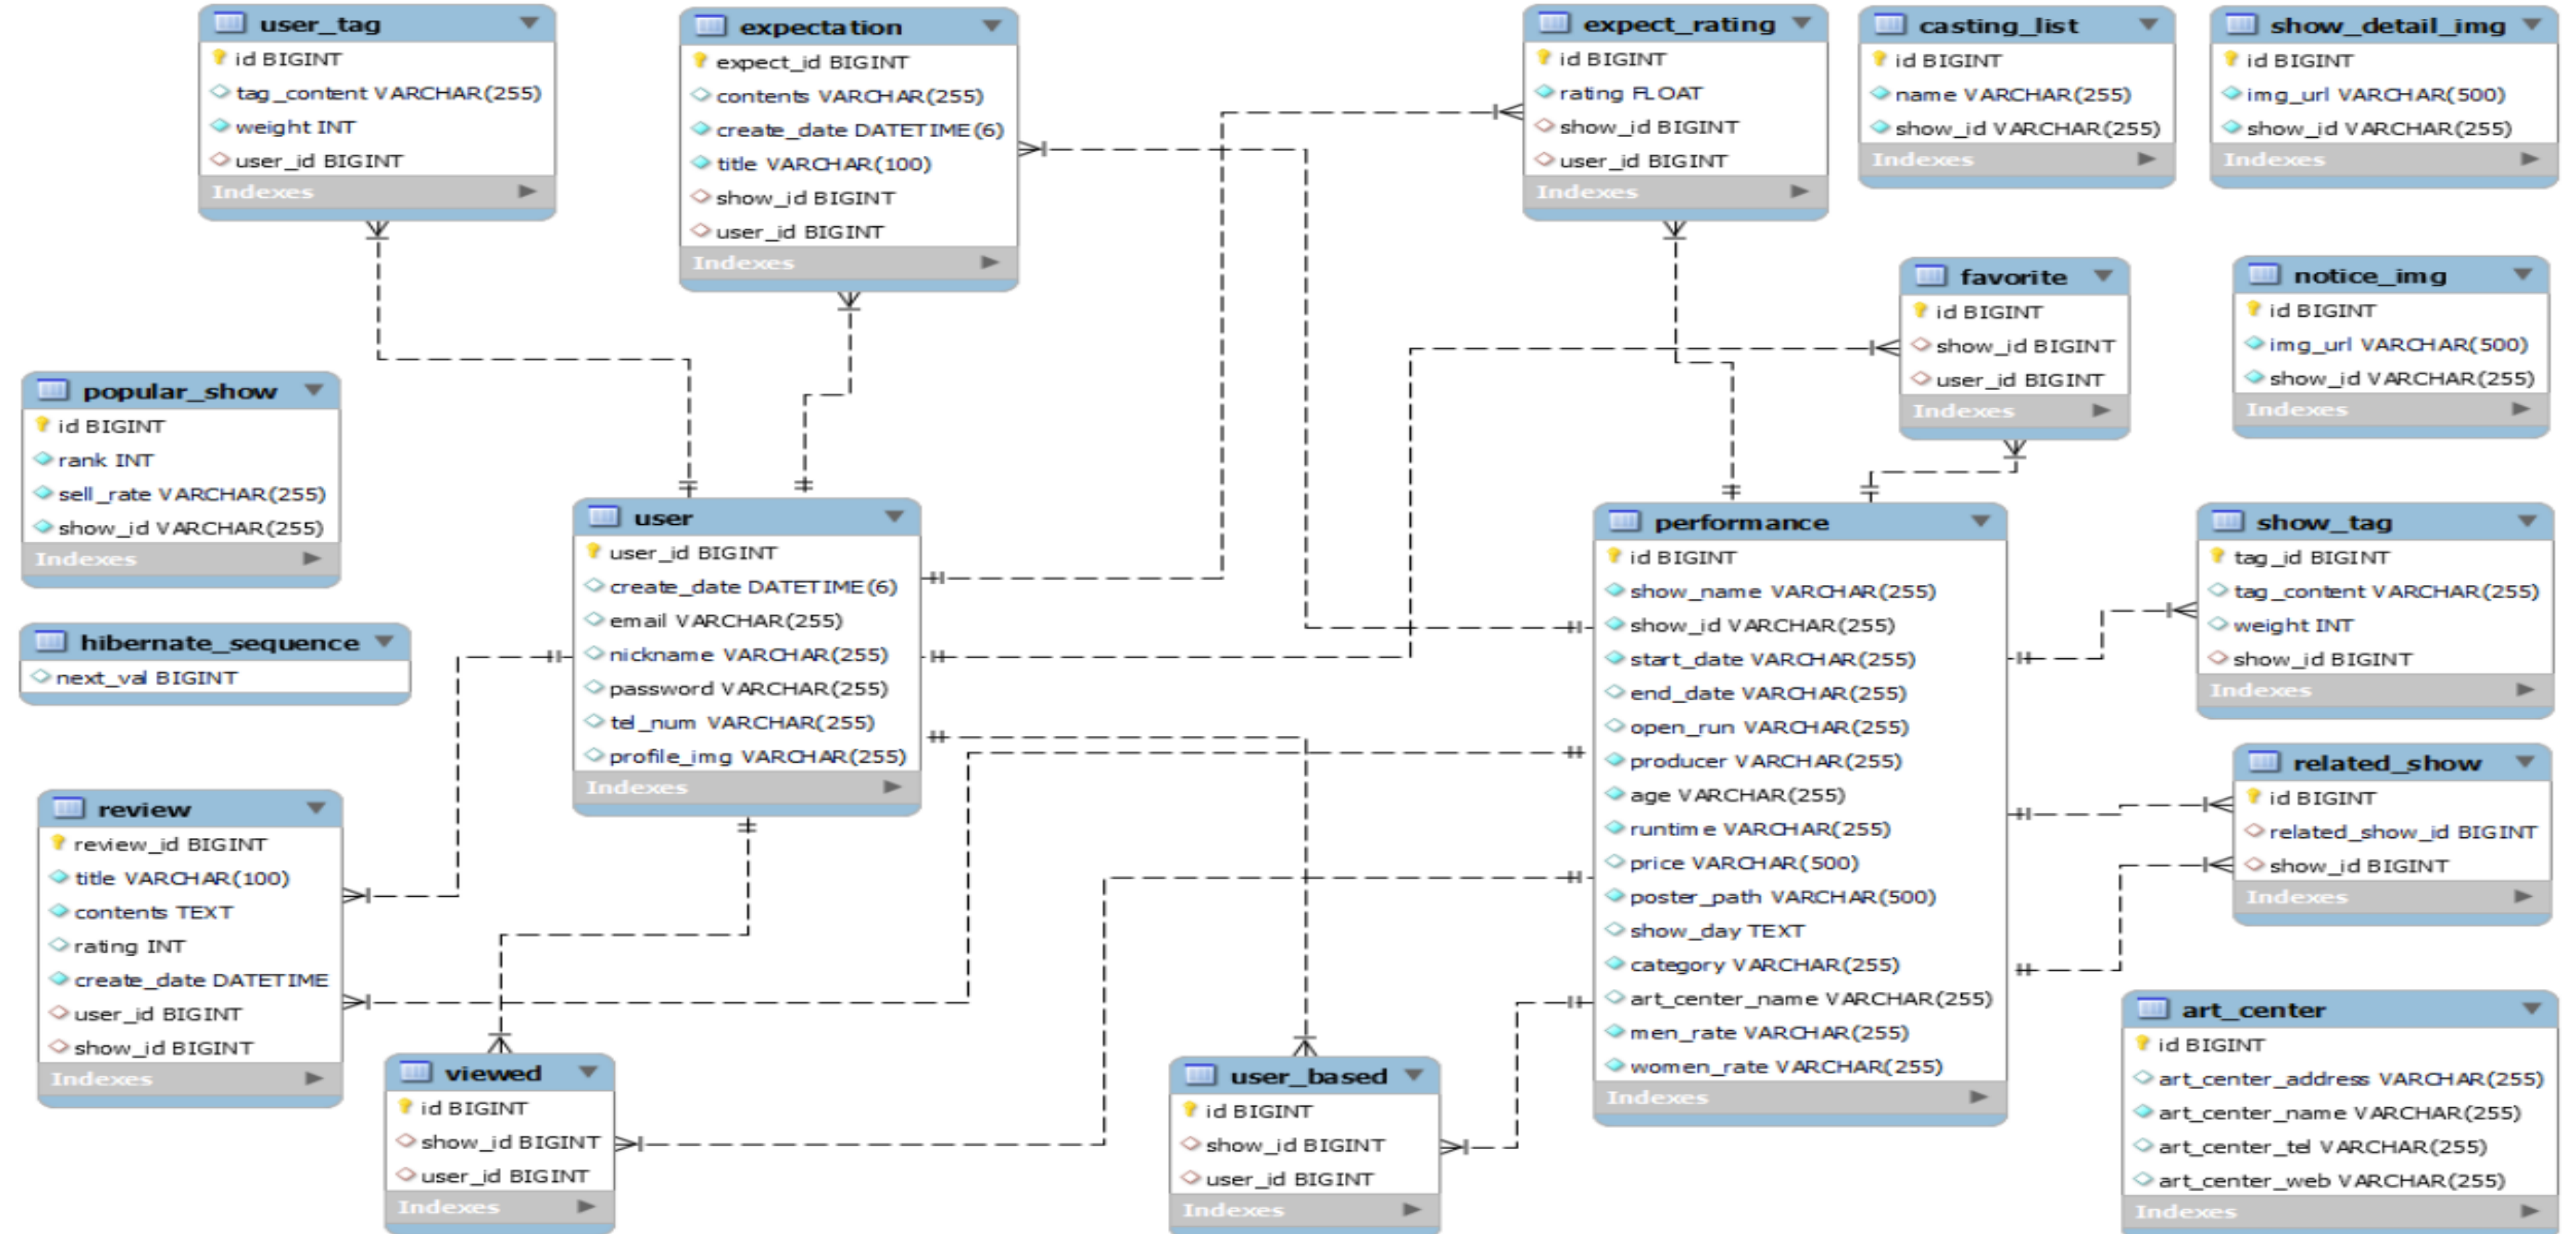 user_tag
id BIGINT
tag_content VARCHAR(255)
weight INT
user_id BIGINT
Indexes
expectation
expect_id BIGINT
contents VARCHAR(255)
create_date DATETIME(6)
title VARCHAR(100)
show_id BIGINT
user_id BIGINT
Indexes
expect_rating
id BIGINT
rating FLOAT
show_id BIGINT
user_id BIGINT
Indexes
casting_list
id BIGINT
name VARCHAR(255)
show_id VARCHAR(255)
Indexes
show_detail_img
id BIGINT
img_url VARCHAR(500)
show_id VARCHAR(255)
Indexes
favorite
id BIGINT
show_id BIGINT
user_id BIGINT
Indexes
notice_img
id BIGINT
img_url VARCHAR(500)
show_id VARCHAR(255)
Indexes
popular_show
id BIGINT
rank INT
sell_rate VARCHAR(255)
show_id VARCHAR(255)
Indexes
hibernate_sequence
next_val BIGINT
user
user_id BIGINT
create_date DATETIME(6)
email VARCHAR(255)
nickname VARCHAR(255)
password VARCHAR(255)
tel_num VARCHAR(255)
profile_img VARCHAR(255)
Indexes
performance
id BIGINT
show_name VARCHAR(255)
show_id VARCHAR(255)
start_date VARCHAR(255)
end_date VARCHAR(255)
open_run VARCHAR(255)
producer VARCHAR(255)
age VARCHAR(255)
runtime VARCHAR(255)
price VARCHAR(500)
poster_path VARCHAR(500)
show_day TEXT
category VARCHAR(255)
art_center_name VARCHAR(255)
men_rate VARCHAR(255)
women_rate VARCHAR(255)
Indexes
show_tag
tag_id BIGINT
tag_content VARCHAR(255)
weight INT
show_id BIGINT
Indexes
related_show
id BIGINT
related_show_id BIGINT
show_id BIGINT
Indexes
review
review_id BIGINT
title VARCHAR(100)
contents TEXT
rating INT
create_date DATETIME
user_id BIGINT
show_id BIGINT
Indexes
viewed
id BIGINT
show_id BIGINT
user_id BIGINT
Indexes
user_based
id BIGINT
show_id BIGINT
user_id BIGINT
Indexes
art_center
id BIGINT
art_center_address VARCHAR(255)
art_center_name VARCHAR(255)
art_center_tel VARCHAR(255)
art_center_web VARCHAR(255)
Indexes